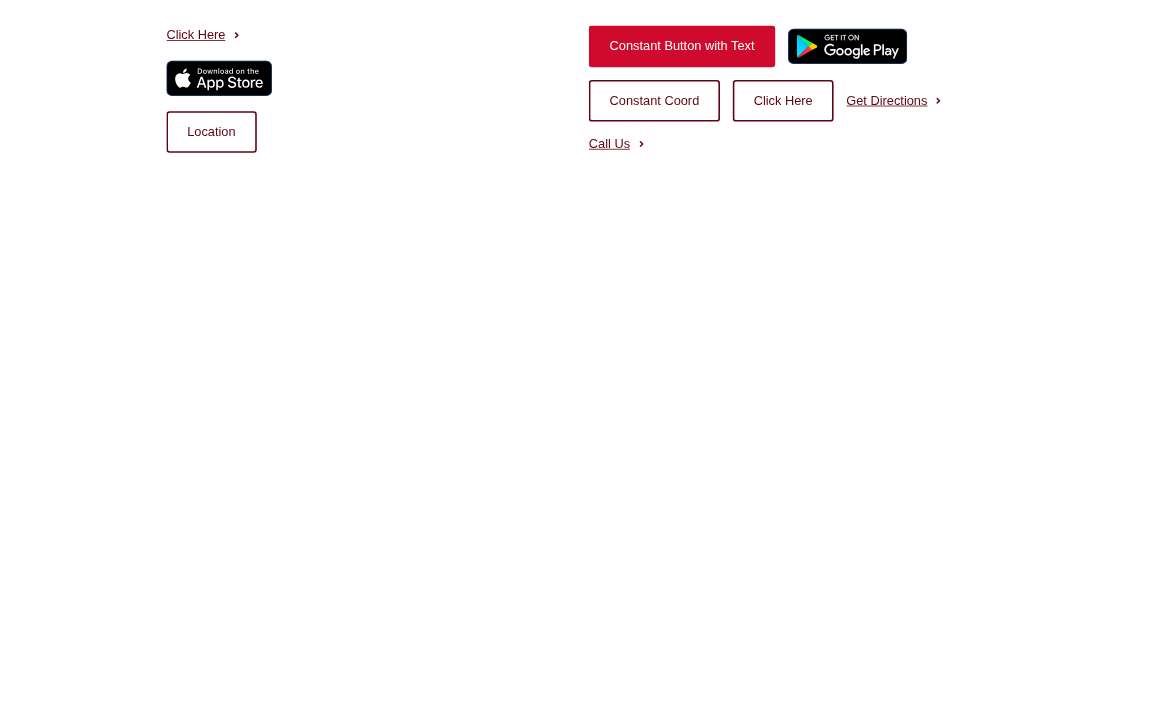 Click Here
Download on the
App Store
Location
Constant Button with Text
GET IT ON
Google Play
Constant Coord
Click Here
Get Directions
Call Us